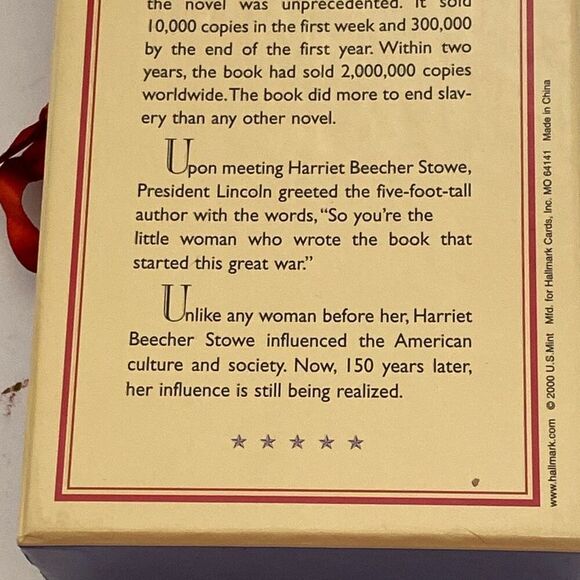 the novel was unprecedented. It sold
10,000 copies in the first week and 300,000
by the end of the first year. Within two
years, the book had sold 2,000,000 copies
worldwide. The book did more to end slav-
ery than any other novel.
Upon meeting Harriet Beecher Stowe,
President Lincoln greeted the five-foot-tall
author with the words, "So you're the
little woman who wrote the book that
started this great war."
Unlike any woman before her, Harriet
Beecher Stowe influenced the American
culture and society. Now, 150 years later,
her influence is still being realized.
www.hallmark.com © 2000 U.S.Mint Mfd. for Hallmark Cards, Inc. MO 64141 Made in China